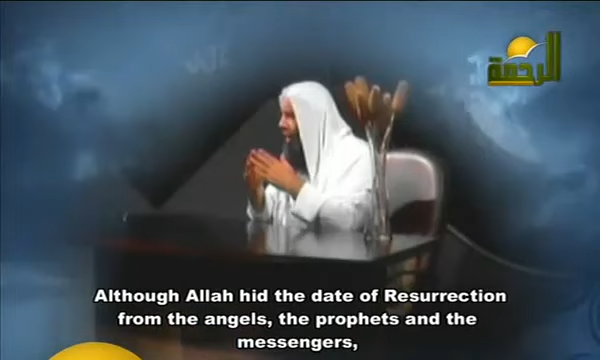 الرحمة
Although Allah hid the date of Resurrection
from the angels, the prophets and the
messengers,